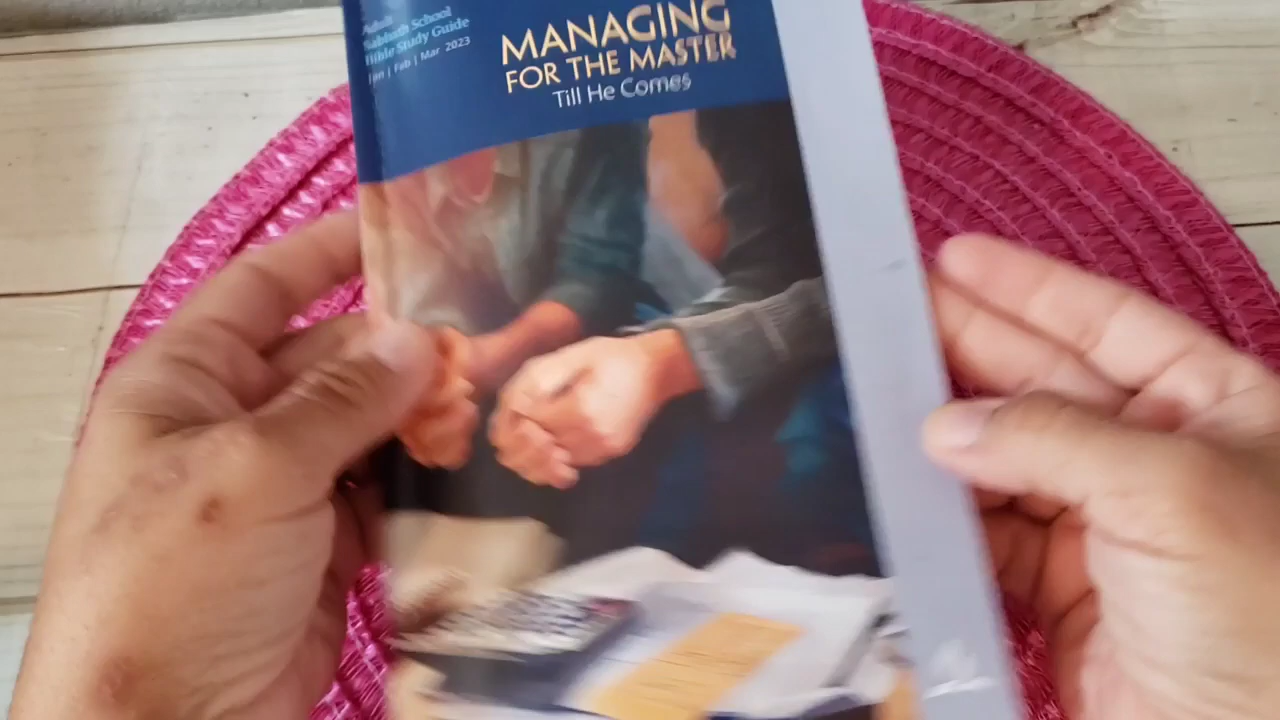 Adult
Sabbath School
Bible Study Guide
Jan | Feb | Mar 2023
MANAGING
FOR THE MASTER
Till He Comes